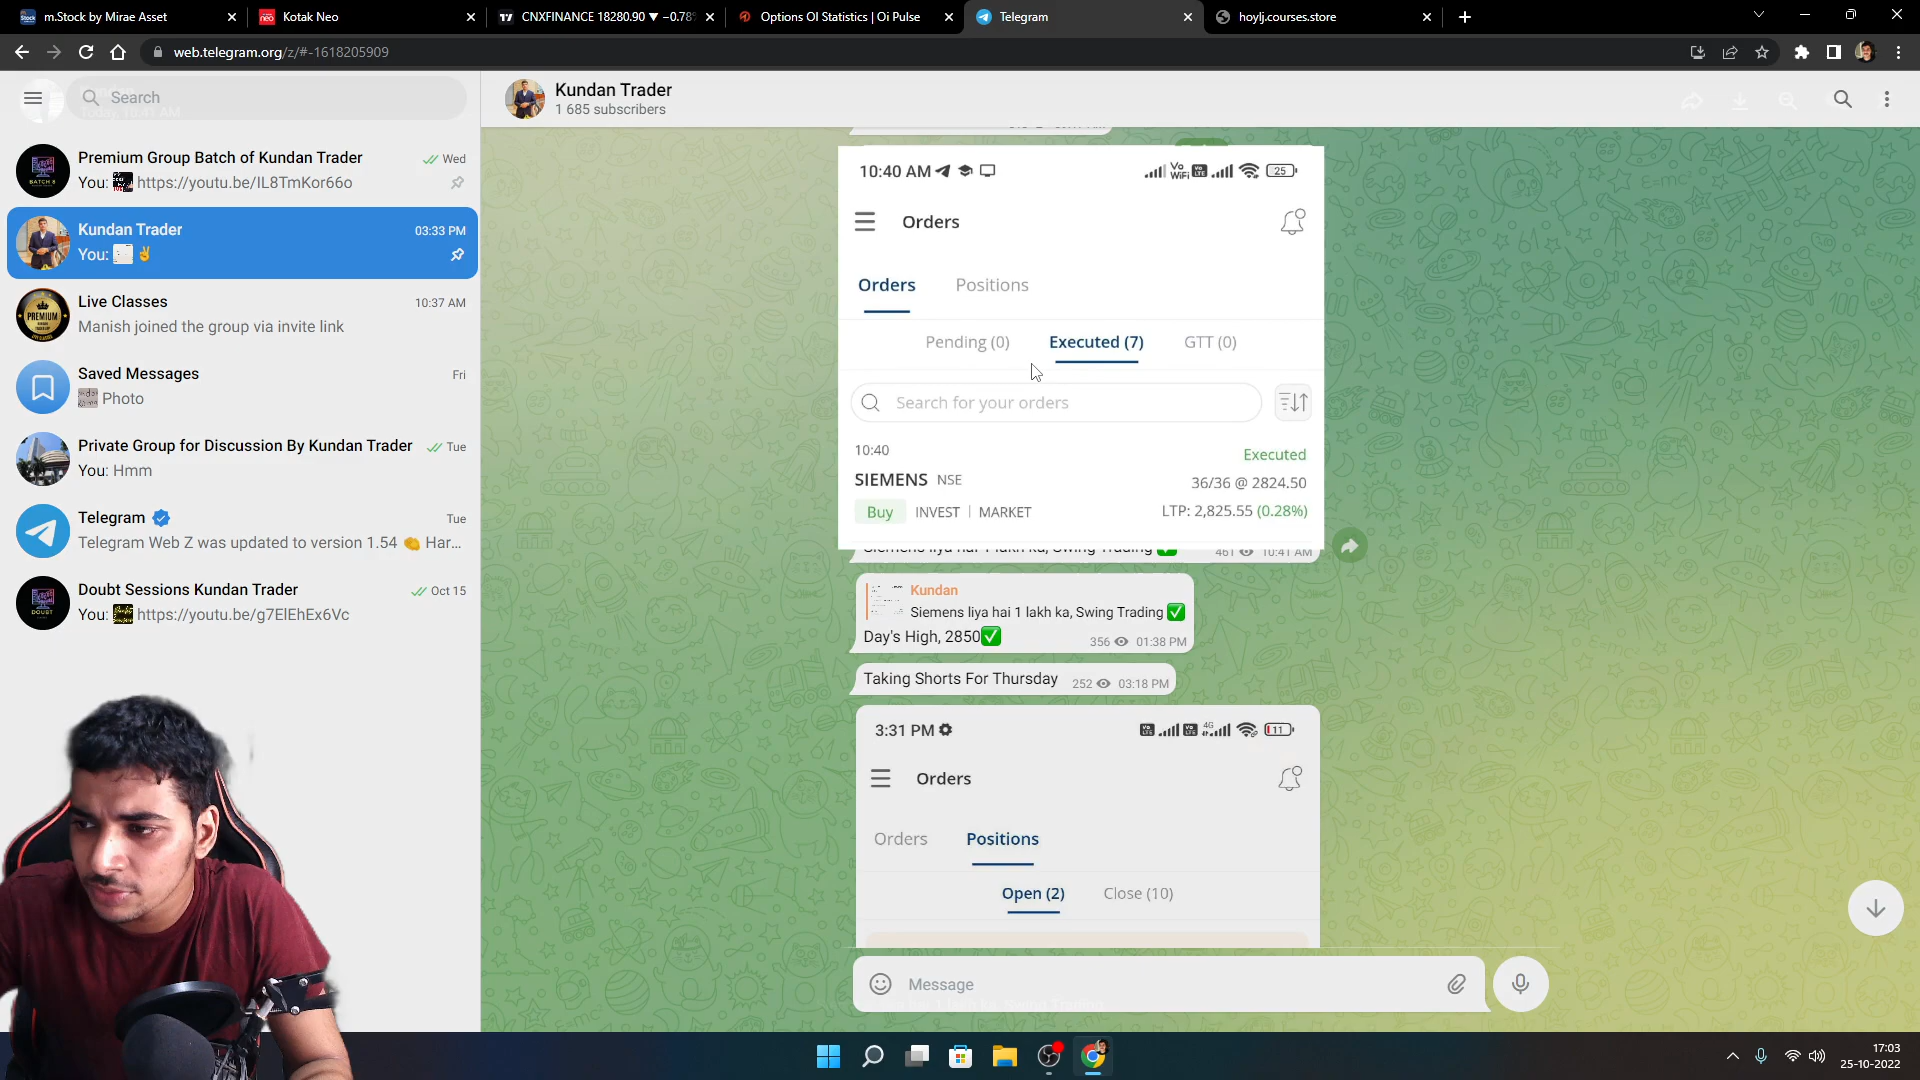 m.Stock by Mirae Asset
Kotak Neo
CNXFINANCE 18280.90 ▼ −0.78%
Options OI Statistics | Oi Pulse
Telegram
hoylj.courses.store
web.telegram.org/z/#-1618205909
Search
Kundan Trader
1 685 subscribers
Premium Group Batch of Kundan Trader
Wed
You: https://youtu.be/IL8TmKor66o
Kundan Trader
03:33 PM
You: ✌
Live Classes
10:37 AM
Manish joined the group via invite link
Saved Messages
Fri
Photo
Private Group for Discussion By Kundan Trader
Tue
You: Hmm
Telegram
Tue
Telegram Web Z was updated to version 1.54 👏 Har...
Doubt Sessions Kundan Trader
Oct 15
You: https://youtu.be/g7ElEhEx6Vc
10:40 AM
25
Orders
Orders
Positions
Pending (0)
Executed (7)
GTT (0)
Search for your orders
10:40
Executed
SIEMENS NSE
36/36 @ 2824.50
Buy INVEST | MARKET
LTP: 2,825.55 (0.28%)
Siemens liya hai 1 lakh ka, Swing Trading ✅
461 10:41 AM
Kundan
Siemens liya hai 1 lakh ka, Swing Trading ✅
Day's High, 2850✅
356 01:38 PM
Taking Shorts For Thursday
252 03:18 PM
3:31 PM
4G
11
Orders
Orders
Positions
Open (2)
Close (10)
Message
17:03
25-10-2022